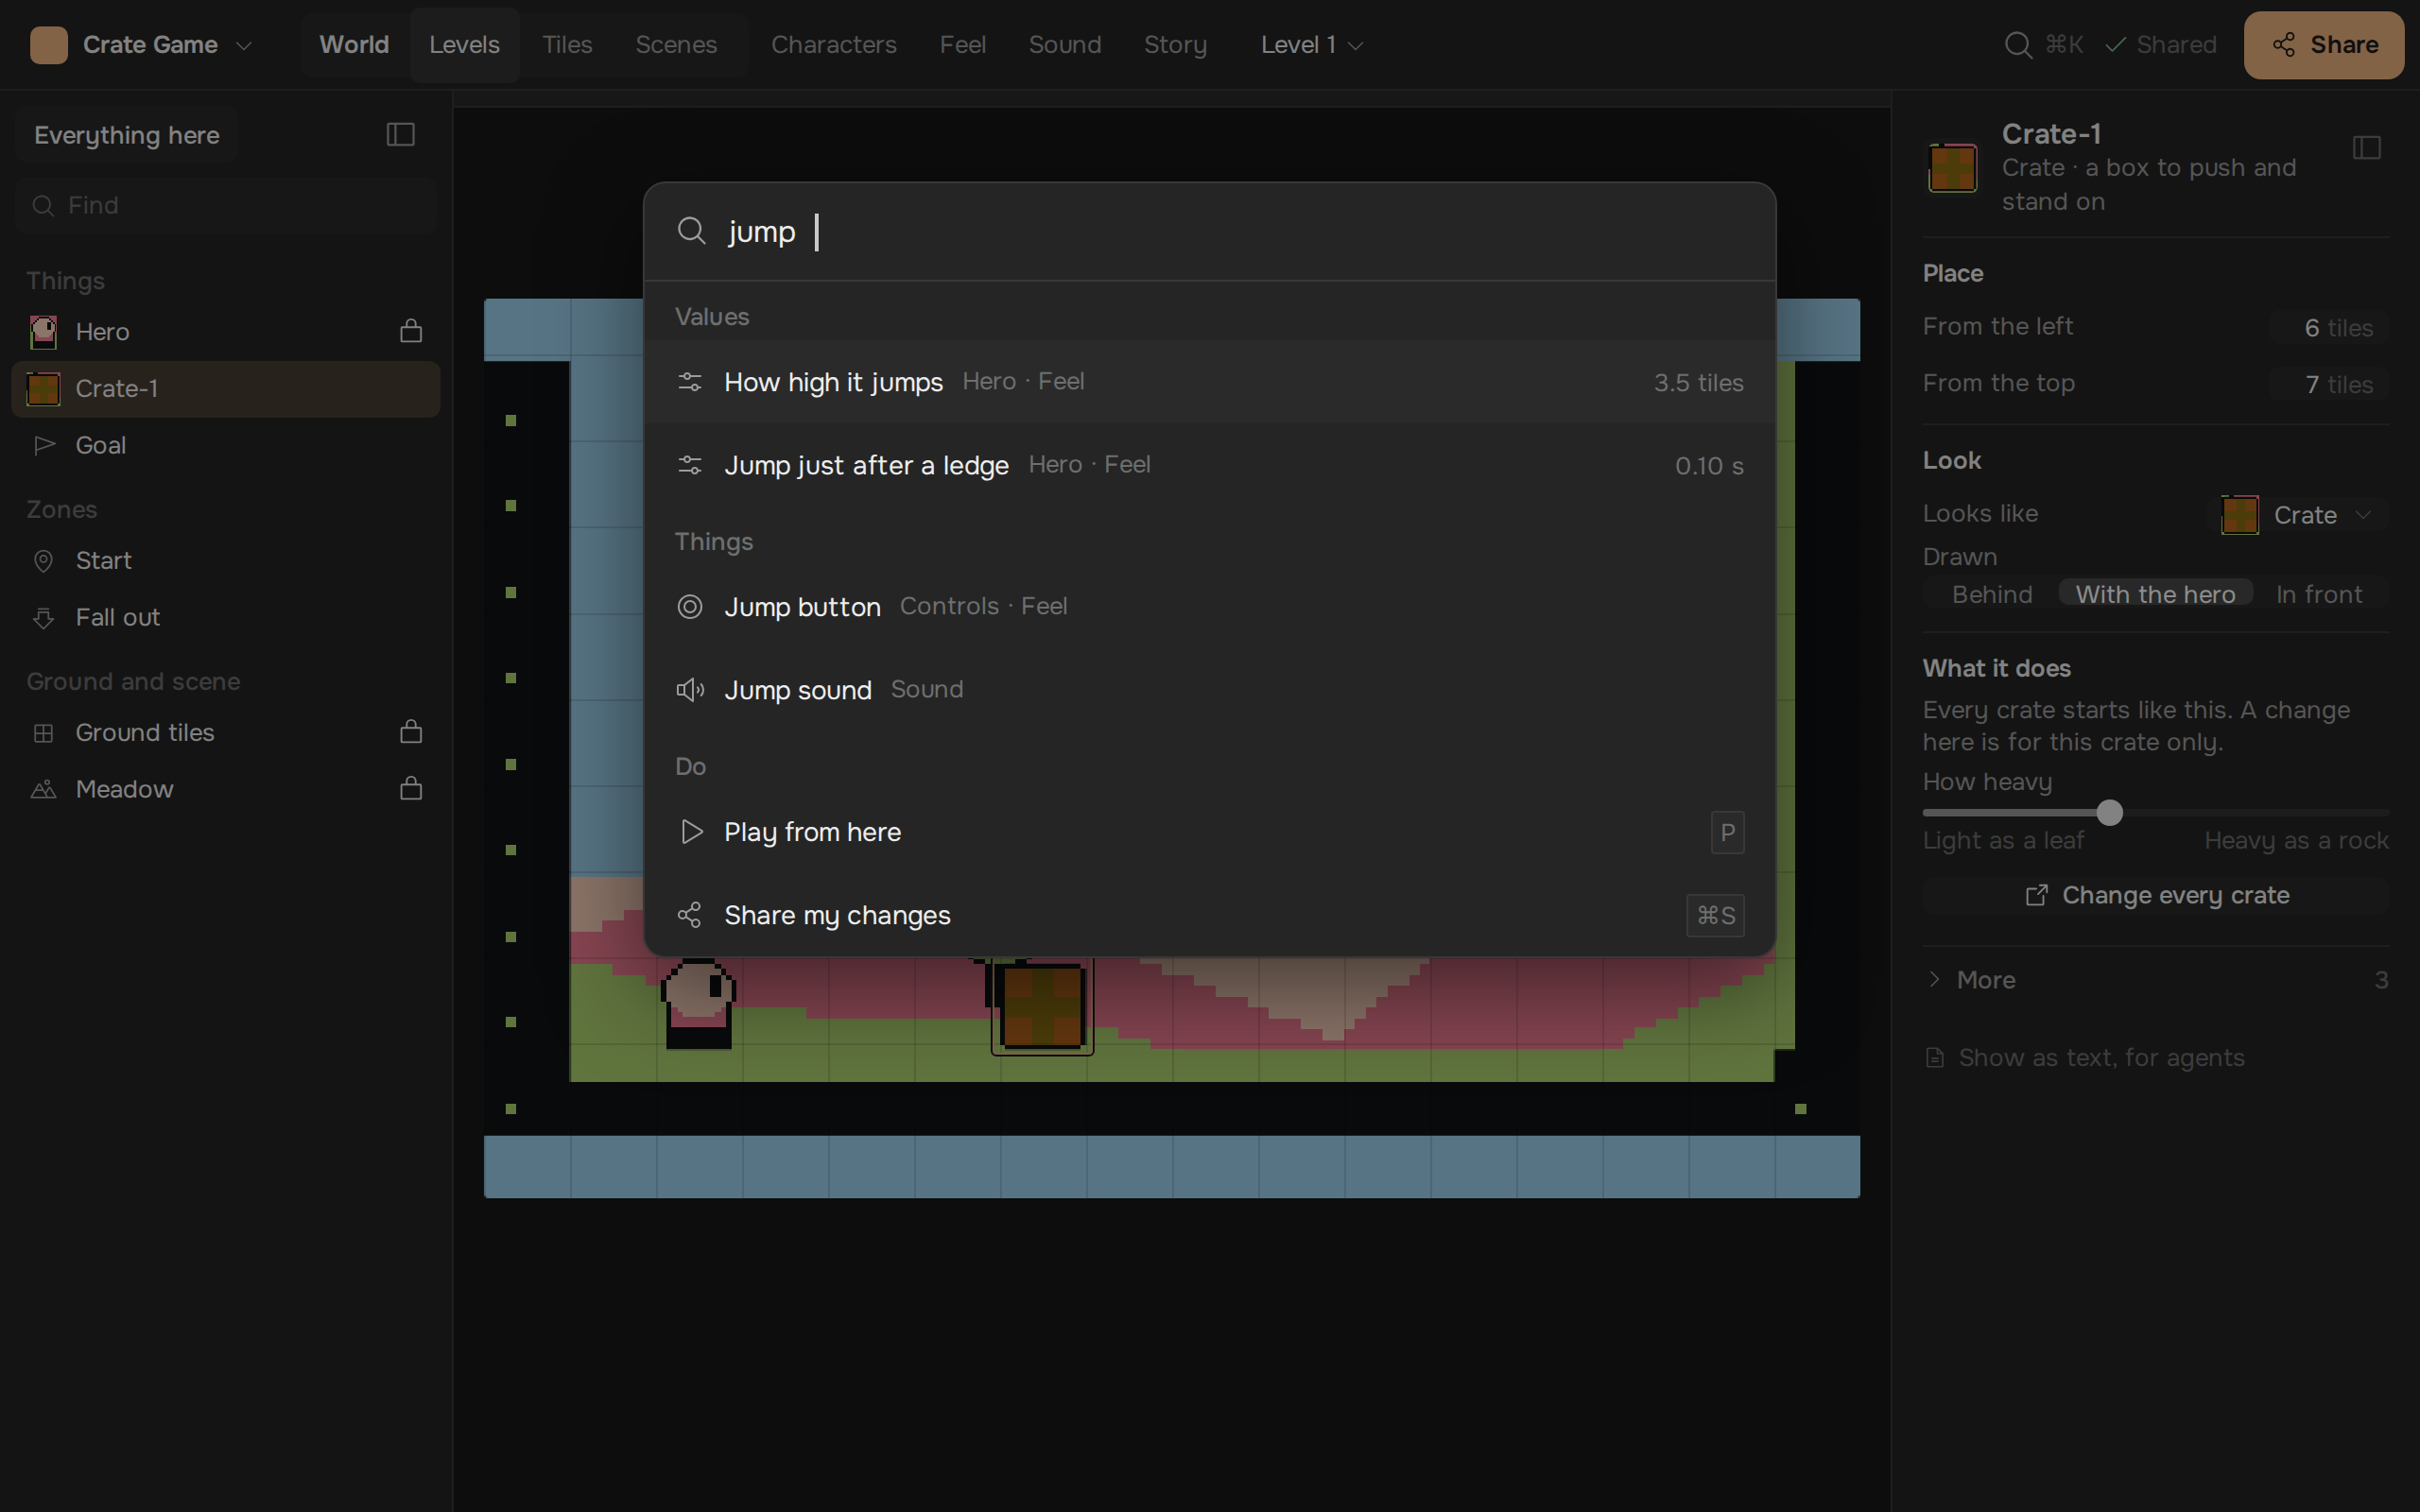 Crate Game
World
Levels
Tiles
Scenes
Characters
Feel
Sound
Story
Level 1
⌘K
Shared
Share
Everything here
Find
Things
Hero
Crate-1
Goal
Zones
Start
Fall out
Ground and scene
Ground tiles
Meadow
jump
Values
How high it jumps Hero · Feel 3.5 tiles
Jump just after a ledge Hero · Feel 0.10 s
Things
Jump button Controls · Feel
Jump sound Sound
Do
Play from here P
Share my changes ⌘S
Crate-1
Crate · a box to push and
stand on
Place
From the left 6 tiles
From the top 7 tiles
Look
Looks like Crate
Drawn
Behind With the hero In front
What it does
Every crate starts like this. A change
here is for this crate only.
How heavy
Light as a leaf Heavy as a rock
Change every crate
More 3
Show as text, for agents